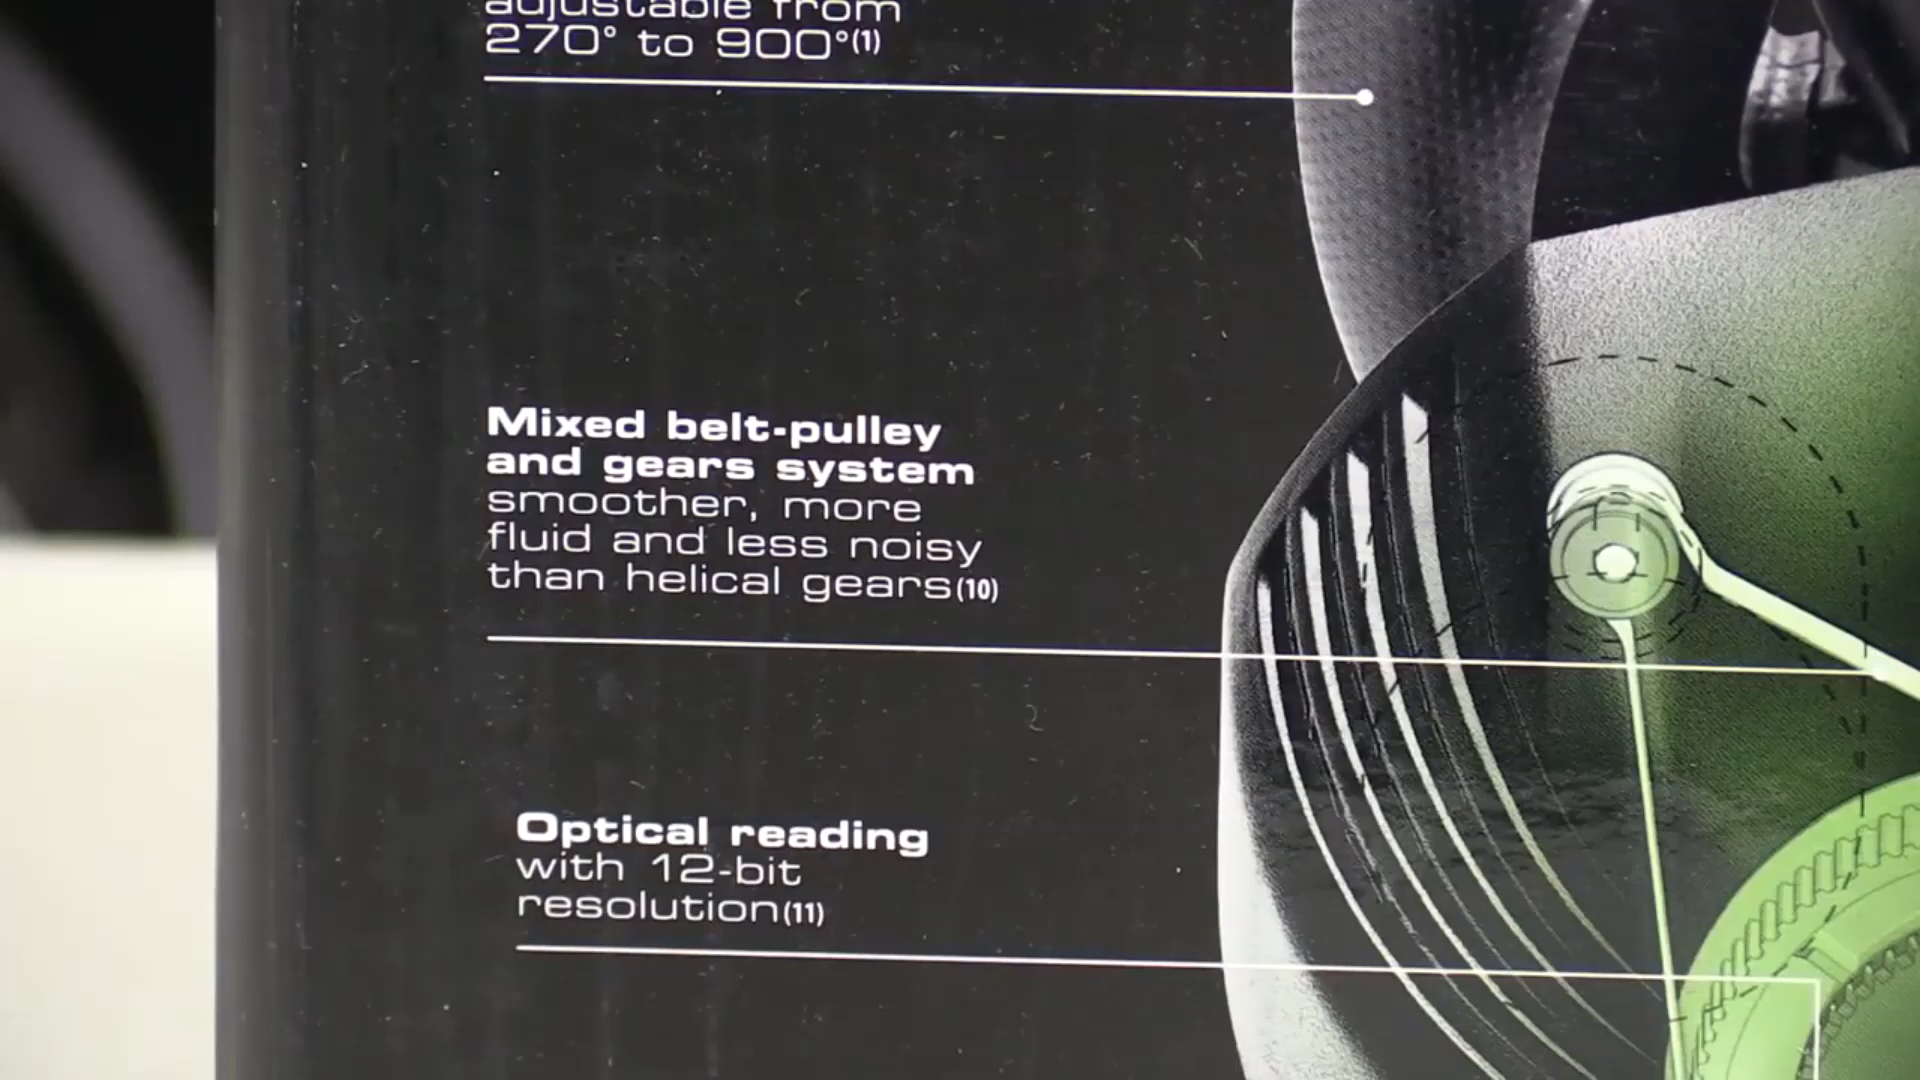 adjustable from
270° to 900°(1)
Mixed belt-pulley
and gears system
smoother, more
fluid and less noisy
than helical gears(10)
Optical reading
with 12-bit
resolution(11)